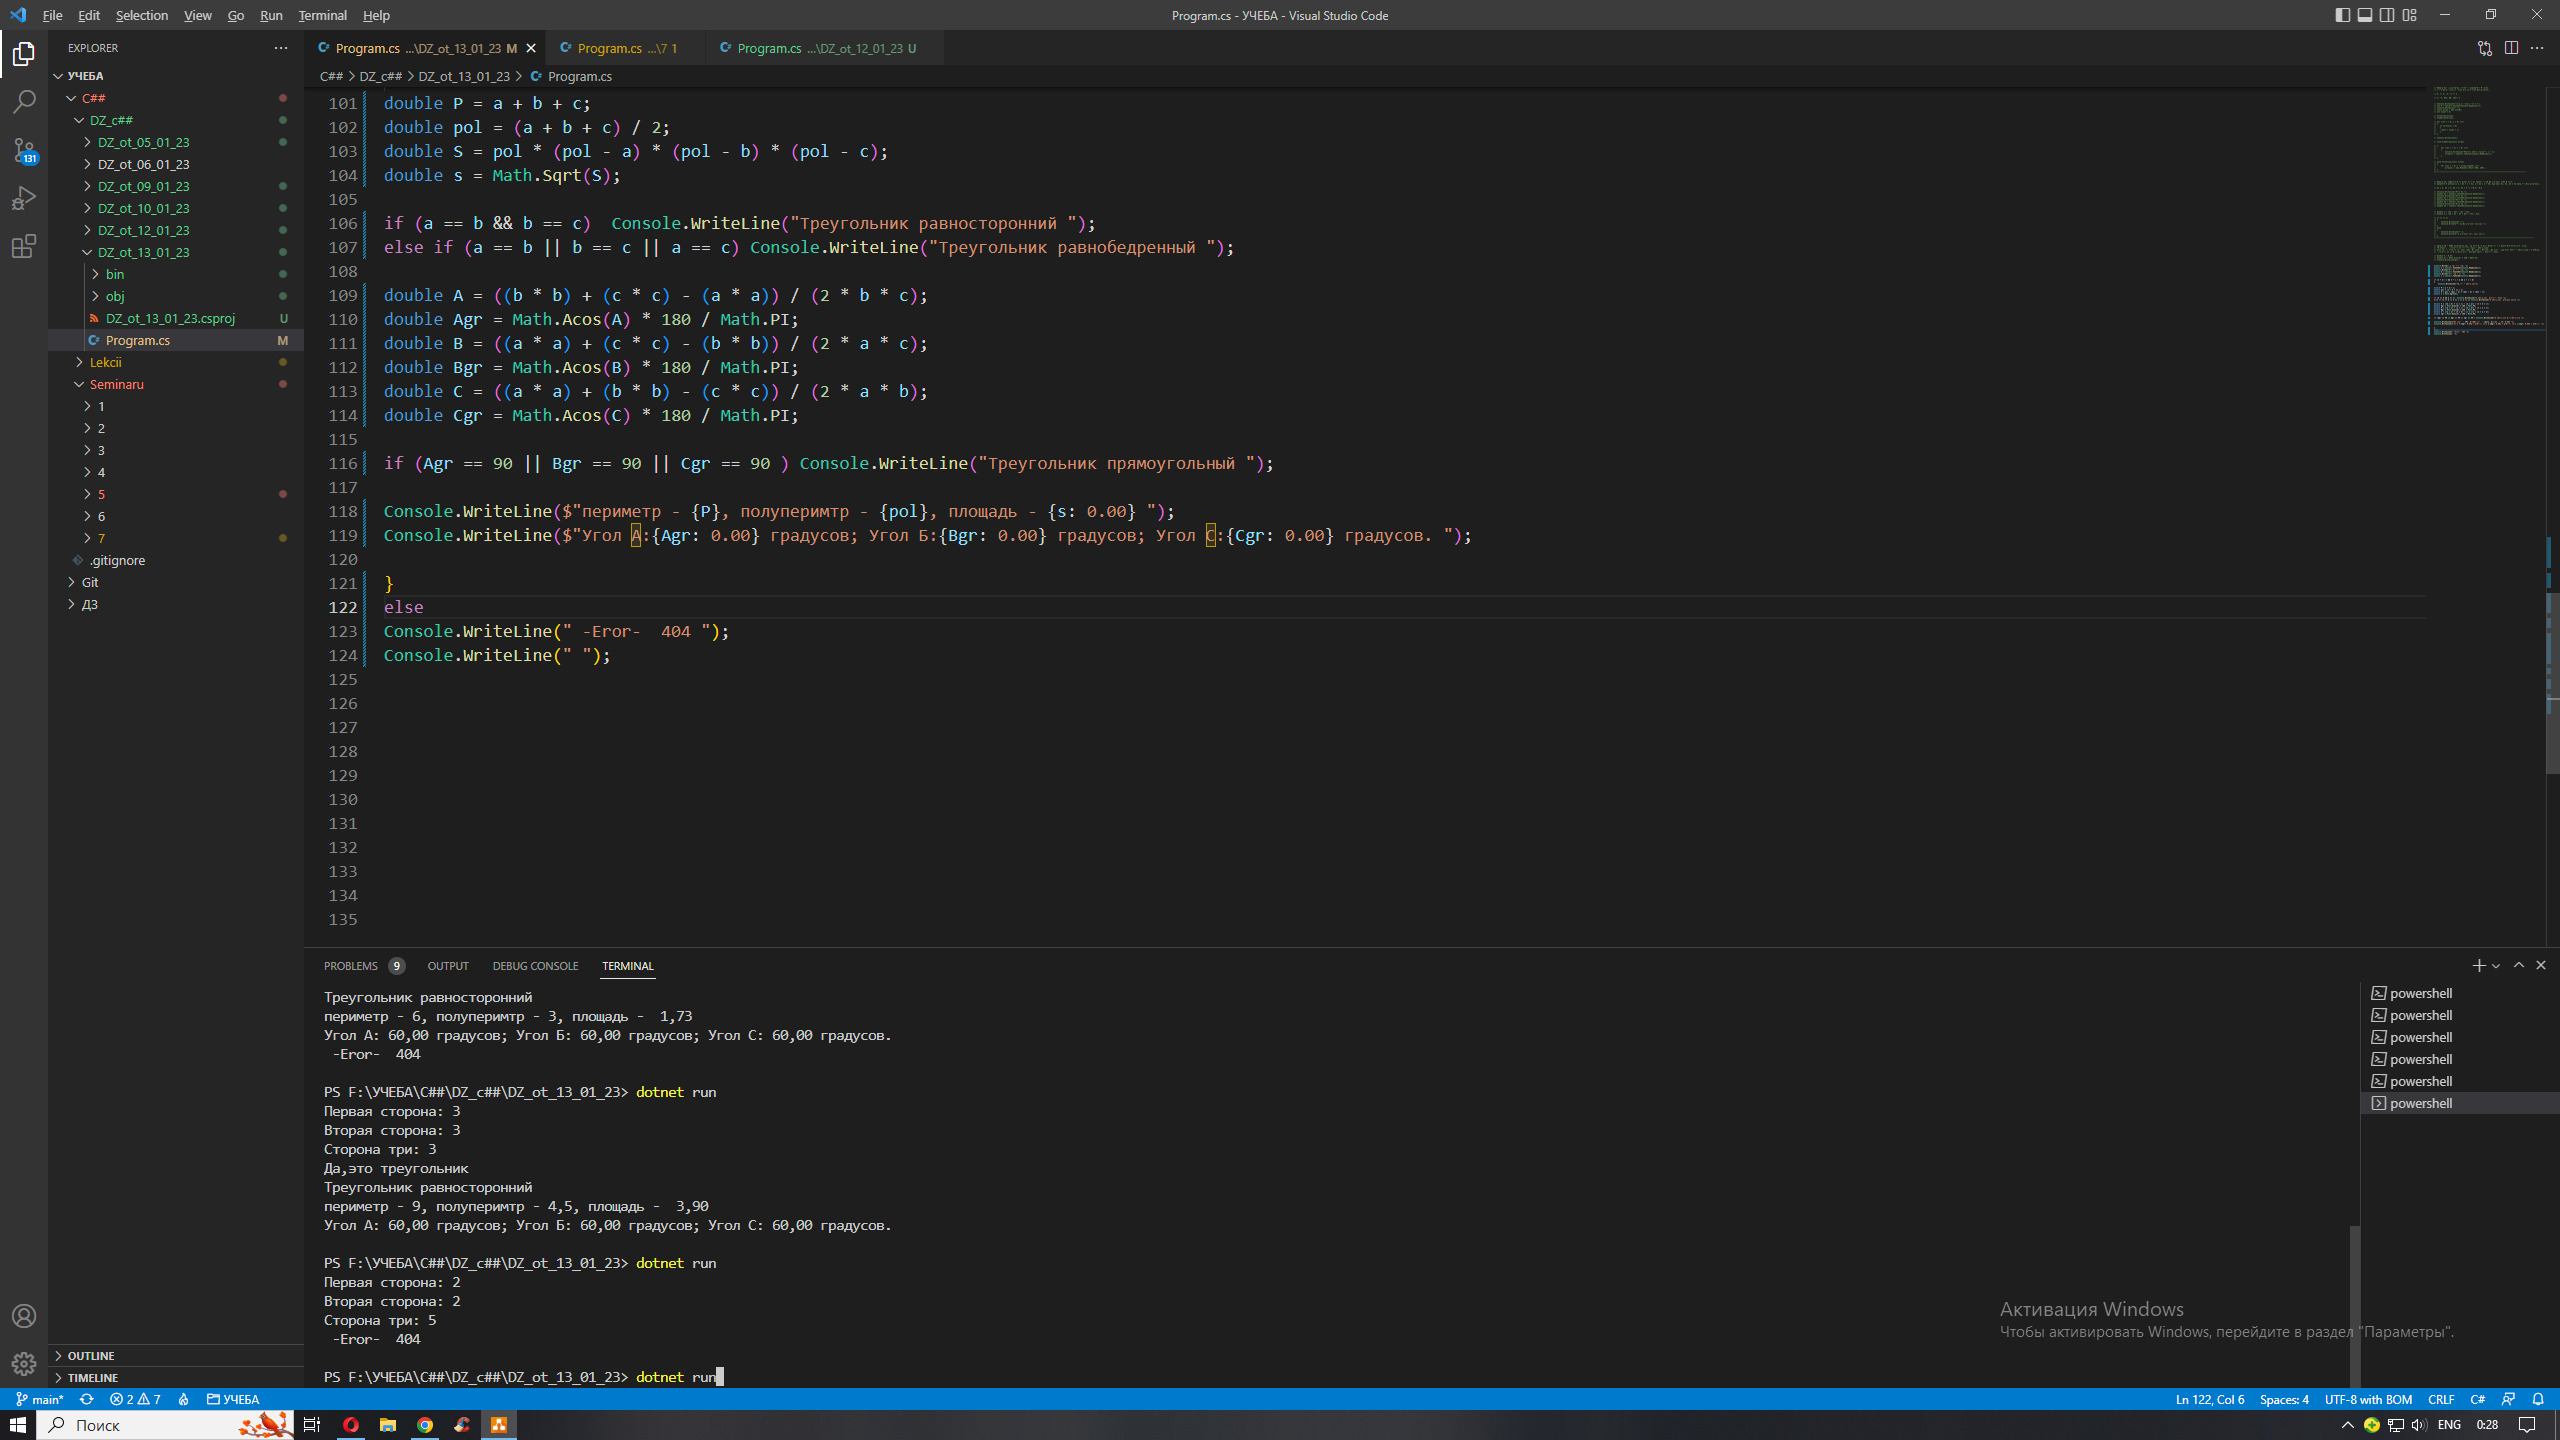 File Edit Selection View Go Run Terminal Help
Program.cs - УЧЕБА - Visual Studio Code
EXPLORER
УЧЕБА
C##
DZ_c##
DZ_ot_05_01_23
DZ_ot_06_01_23
DZ_ot_09_01_23
DZ_ot_10_01_23
DZ_ot_12_01_23
DZ_ot_13_01_23
bin
obj
DZ_ot_13_01_23.csproj U
Program.cs M
Lekcii
Seminaru
1
2
3
4
5
6
7
.gitignore
Git
ДЗ
OUTLINE
TIMELINE
131
Program.cs ...\DZ_ot_13_01_23 M
Program.cs ...\7 1
Program.cs ...\DZ_ot_12_01_23 U
C## > DZ_c## > DZ_ot_13_01_23 > Program.cs
101 double P = a + b + c;
102 double pol = (a + b + c) / 2;
103 double S = pol * (pol - a) * (pol - b) * (pol - c);
104 double s = Math.Sqrt(S);
105
106 if (a == b && b == c)  Console.WriteLine("Треугольник равносторонний ");
107 else if (a == b || b == c || a == c) Console.WriteLine("Треугольник равнобедренный ");
108
109 double A = ((b * b) + (c * c) - (a * a)) / (2 * b * c);
110 double Agr = Math.Acos(A) * 180 / Math.PI;
111 double B = ((a * a) + (c * c) - (b * b)) / (2 * a * c);
112 double Bgr = Math.Acos(B) * 180 / Math.PI;
113 double C = ((a * a) + (b * b) - (c * c)) / (2 * a * b);
114 double Cgr = Math.Acos(C) * 180 / Math.PI;
115
116 if (Agr == 90 || Bgr == 90 || Cgr == 90 ) Console.WriteLine("Треугольник прямоугольный ");
117
118 Console.WriteLine($"периметр - {P}, полуперимтр - {pol}, площадь - {s: 0.00} ");
119 Console.WriteLine($"Угол А:{Agr: 0.00} градусов; Угол Б:{Bgr: 0.00} градусов; Угол С:{Cgr: 0.00} градусов. ");
120
121 }
122 else
123 Console.WriteLine(" -Eror-  404 ");
124 Console.WriteLine(" ");
125
126
127
128
129
130
131
132
133
134
135
PROBLEMS 9 OUTPUT DEBUG CONSOLE TERMINAL
Треугольник равносторонний
периметр - 6, полуперимтр - 3, площадь -  1,73
Угол А: 60,00 градусов; Угол Б: 60,00 градусов; Угол С: 60,00 градусов.
-Eror-  404
PS F:\УЧЕБА\C##\DZ_c##\DZ_ot_13_01_23> dotnet run
Первая сторона: 3
Вторая сторона: 3
Сторона три: 3
Да,это треугольник
Треугольник равносторонний
периметр - 9, полуперимтр - 4,5, площадь -  3,90
Угол А: 60,00 градусов; Угол Б: 60,00 градусов; Угол С: 60,00 градусов.
PS F:\УЧЕБА\C##\DZ_c##\DZ_ot_13_01_23> dotnet run
Первая сторона: 2
Вторая сторона: 2
Сторона три: 5
-Eror-  404
PS F:\УЧЕБА\C##\DZ_c##\DZ_ot_13_01_23> dotnet run
powershell
powershell
powershell
powershell
powershell
powershell
Активация Windows
Чтобы активировать Windows, перейдите в раздел "Параметры".
main* 2 7 УЧЕБА
Ln 122, Col 6 Spaces: 4 UTF-8 with BOM CRLF C#
Поиск
ENG 0:28